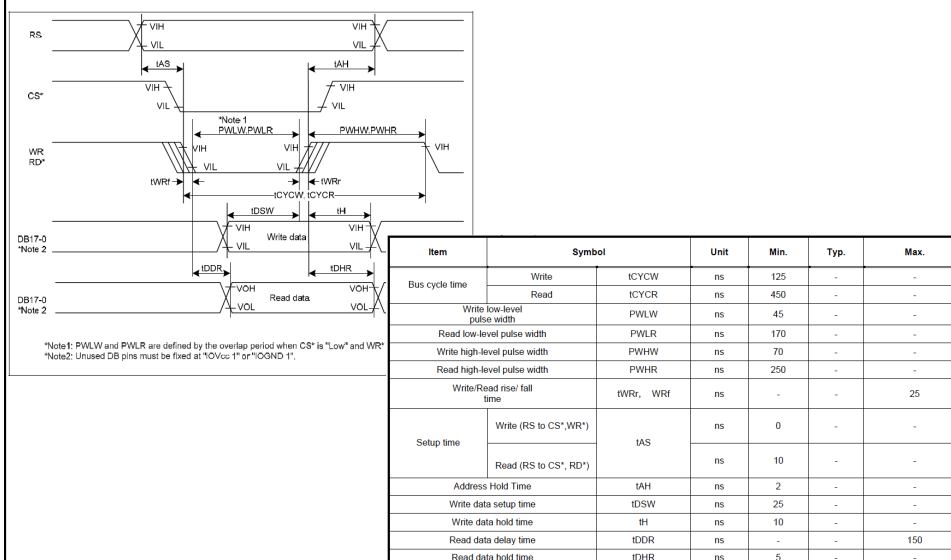 RS
VIH
VIL
VIH
VIL
tAS
tAH
CS*
VIH
VIL
VIH
VIL
*Note 1
PWLW.PWLR
PWHW.PWHR
WR
RD*
VIH
VIL
VIH
VIL
VIH
tWRf
tWRr
tCYCW, tCYCR
tDSW
tH
DB17-0
*Note 2
VIH
VIL
Write data
VIH
VIL
tDDR
tDHR
DB17-0
*Note 2
VOH
VOL
Read data
VOH
VOL
*Note1: PWLW and PWLR are defined by the overlap period when CS* is "Low" and WR*
*Note2: Unused DB pins must be fixed at "IOVcc 1" or "IOGND 1".
Item Symbol Unit Min. Typ. Max.
Bus cycle time Write tCYCW ns 125 - -
Read tCYCR ns 450 - -
Write low-level
pulse width PWLW ns 45 - -
Read low-level pulse width PWLR ns 170 - -
Write high-level pulse width PWHW ns 70 - -
Read high-level pulse width PWHR ns 250 - -
Write/Read rise/ fall
time tWRr, WRf ns - - 25
Setup time Write (RS to CS*,WR*) tAS ns 0 - -
Read (RS to CS*, RD*) ns 10 - -
Address Hold Time tAH ns 2 - -
Write data setup time tDSW ns 25 - -
Write data hold time tH ns 10 - -
Read data delay time tDDR ns - - 150
Read data hold time tDHR ns 5 - -